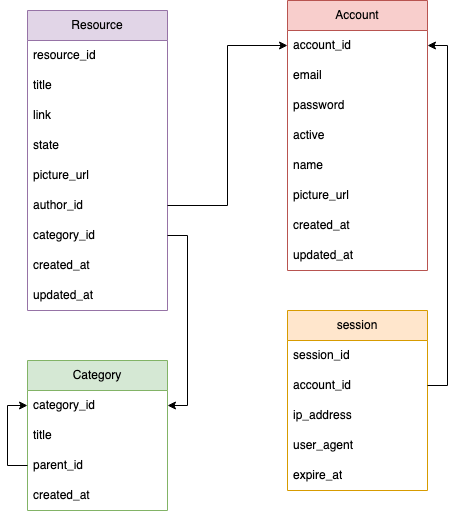 Resource
resource_id
title
link
state
picture_url
author_id
category_id
created_at
updated_at
Account
account_id
email
password
active
name
picture_url
created_at
updated_at
Category
category_id
title
parent_id
created_at
session
session_id
account_id
ip_address
user_agent
expire_at